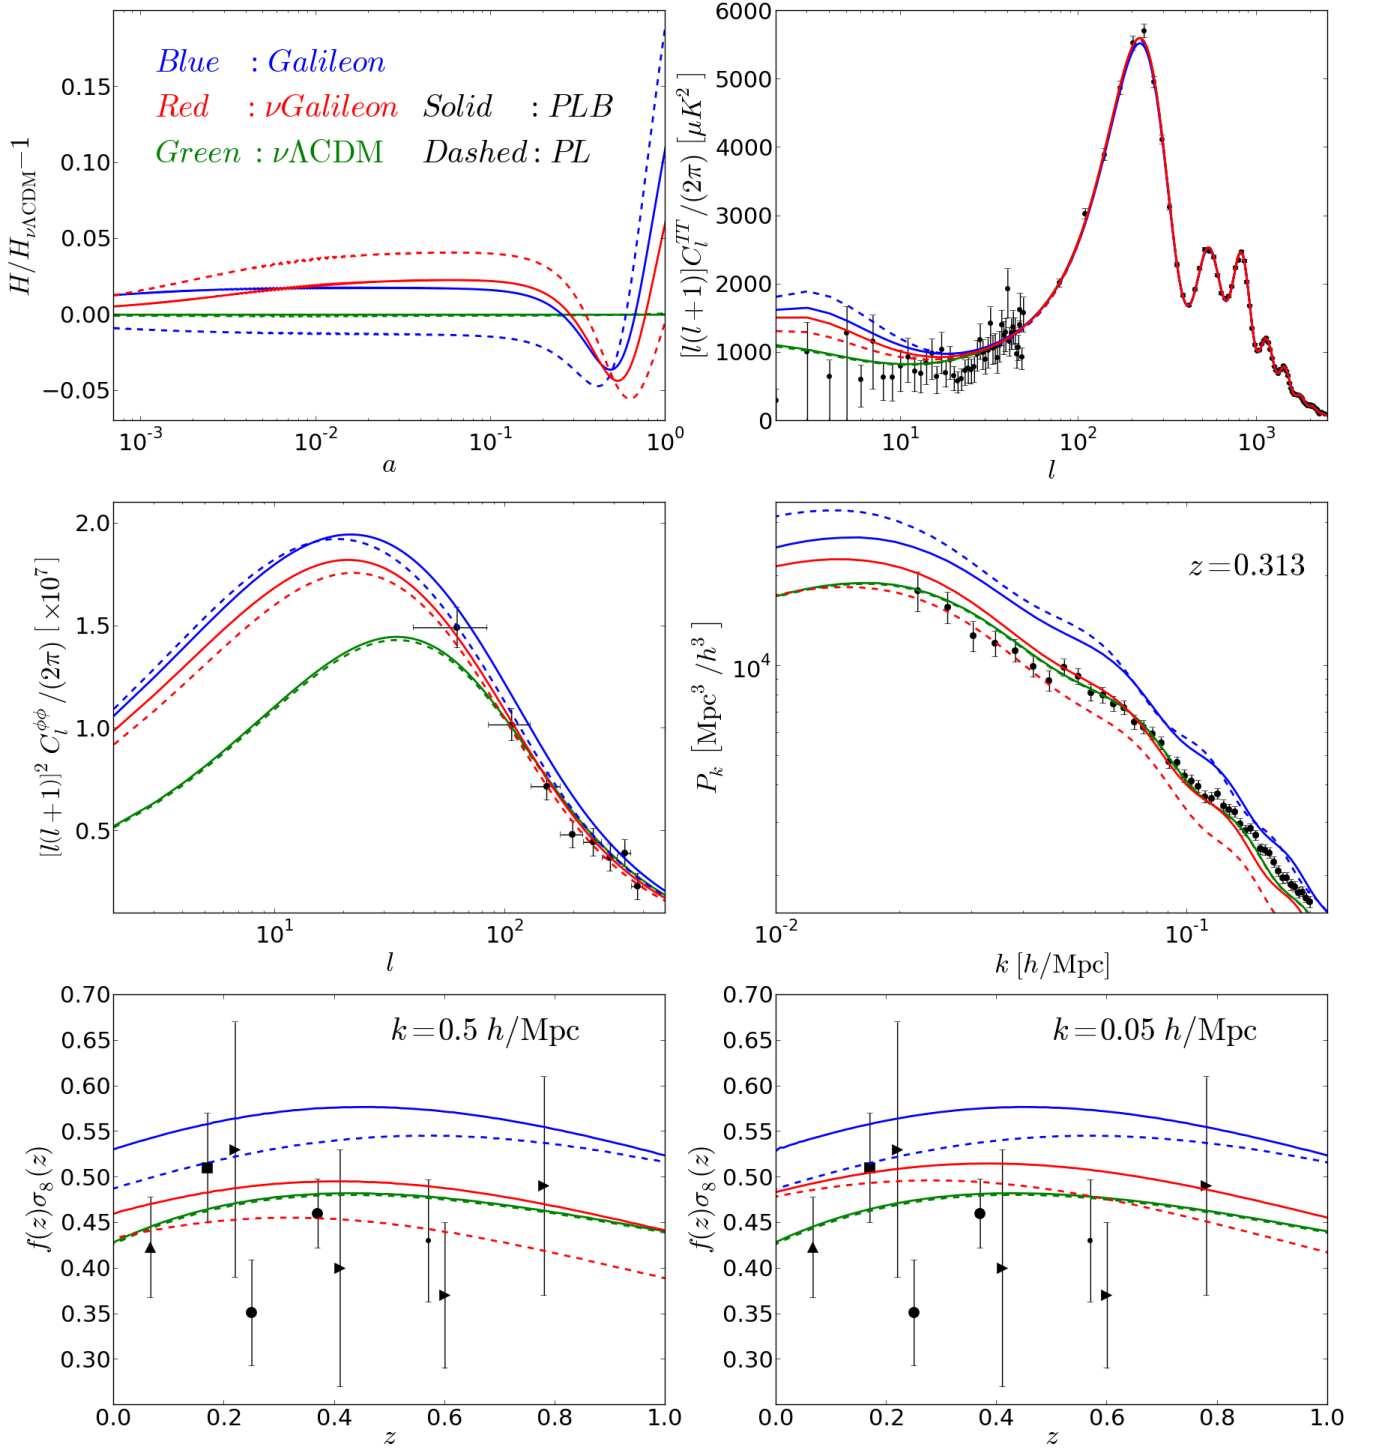 H/H_{νΛCDM}−1
0.15
0.10
0.05
0.00
−0.05
Blue : Galileon
Red : νGalileon Solid : PLB
Green : νΛCDM Dashed : PL
10^{-3} 10^{-2} 10^{-1} 10^{0}
a
[l(l+1)]C_l^{TT}/(2π) [μK^2]
6000
5000
4000
3000
2000
1000
0
10^1 10^2 10^3
l
[l(l+1)]^2 C_l^{ϕϕ}/(2π) [×10^7]
2.0
1.5
1.0
0.5
10^1 10^2
l
P_k [Mpc^3/h^3]
z=0.313
10^4
10^{-2} 10^{-1}
k [h/Mpc]
f(z)σ_8(z)
0.70
0.65
0.60
0.55
0.50
0.45
0.40
0.35
0.30
k=0.5 h/Mpc
0.0 0.2 0.4 0.6 0.8 1.0
z
f(z)σ_8(z)
0.70
0.65
0.60
0.55
0.50
0.45
0.40
0.35
0.30
k=0.05 h/Mpc
0.0 0.2 0.4 0.6 0.8 1.0
z